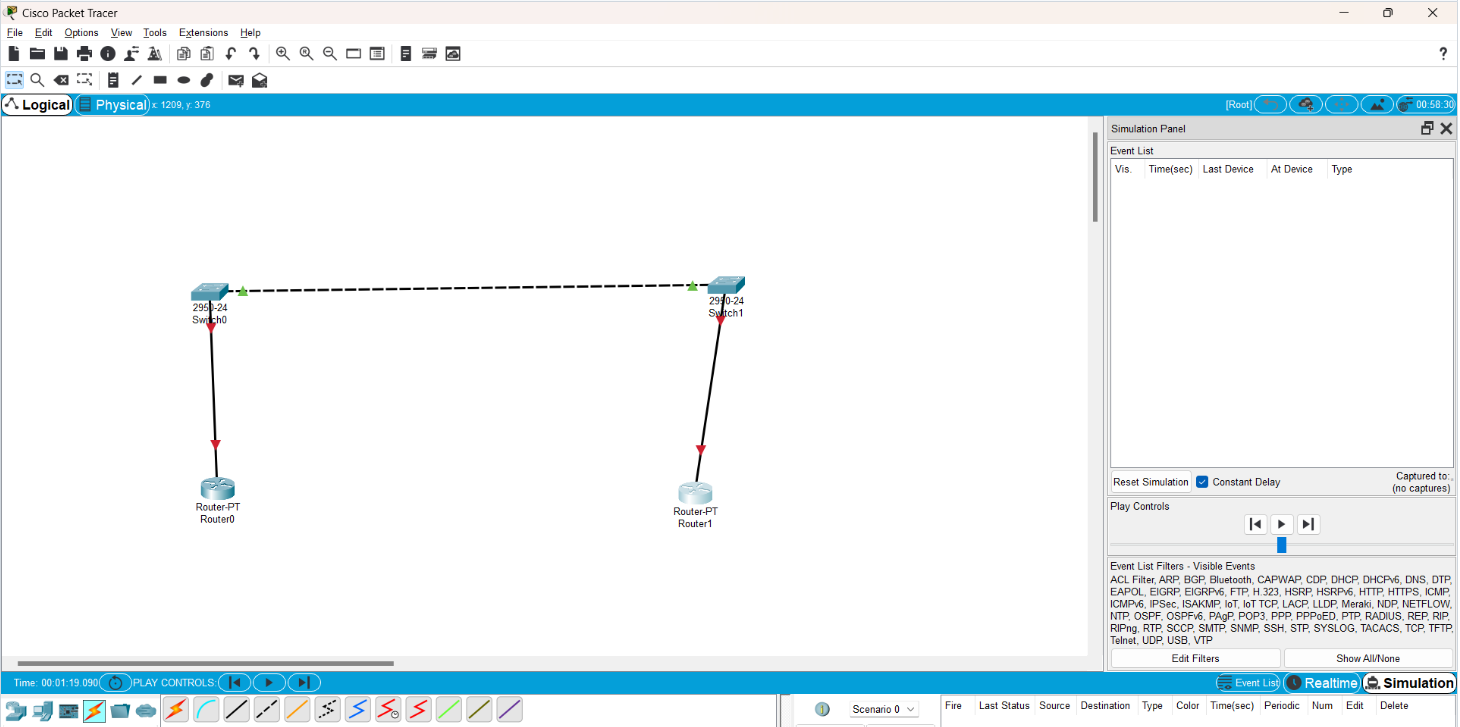 Cisco Packet Tracer
File Edit Options View Tools Extensions Help
?
Logical Physical x: 1209, y: 376 [Root] 00:58:30
Simulation Panel
Event List
Vis. Time(sec) Last Device At Device Type
2950-24
Switch0
2950-24
Switch1
Router-PT
Router0
Router-PT
Router1
Reset Simulation Constant Delay Captured to:
(no captures)
Play Controls
Event List Filters - Visible Events
ACL Filter, ARP, BGP, Bluetooth, CAPWAP, CDP, DHCP, DHCPv6, DNS, DTP,
EAPOL, EIGRP, EIGRPv6, FTP, H.323, HSRP, HSRPv6, HTTP, HTTPS, ICMP,
ICMPv6, IPSec, ISAKMP, IoT, IoT TCP, LACP, LLDP, Meraki, NDP, NETFLOW,
NTP, OSPF, OSPFv6, PAgP, POP3, PPP, PPPoED, PTP, RADIUS, REP, RIP,
RIPng, RTP, SCCP, SMTP, SNMP, SSH, STP, SYSLOG, TACACS, TCP, TFTP,
Telnet, UDP, USB, VTP
Edit Filters Show All/None
Time: 00:01:19.090 PLAY CONTROLS: Event List Realtime Simulation
Scenario 0 Fire Last Status Source Destination Type Color Time(sec) Periodic Num Edit Delete